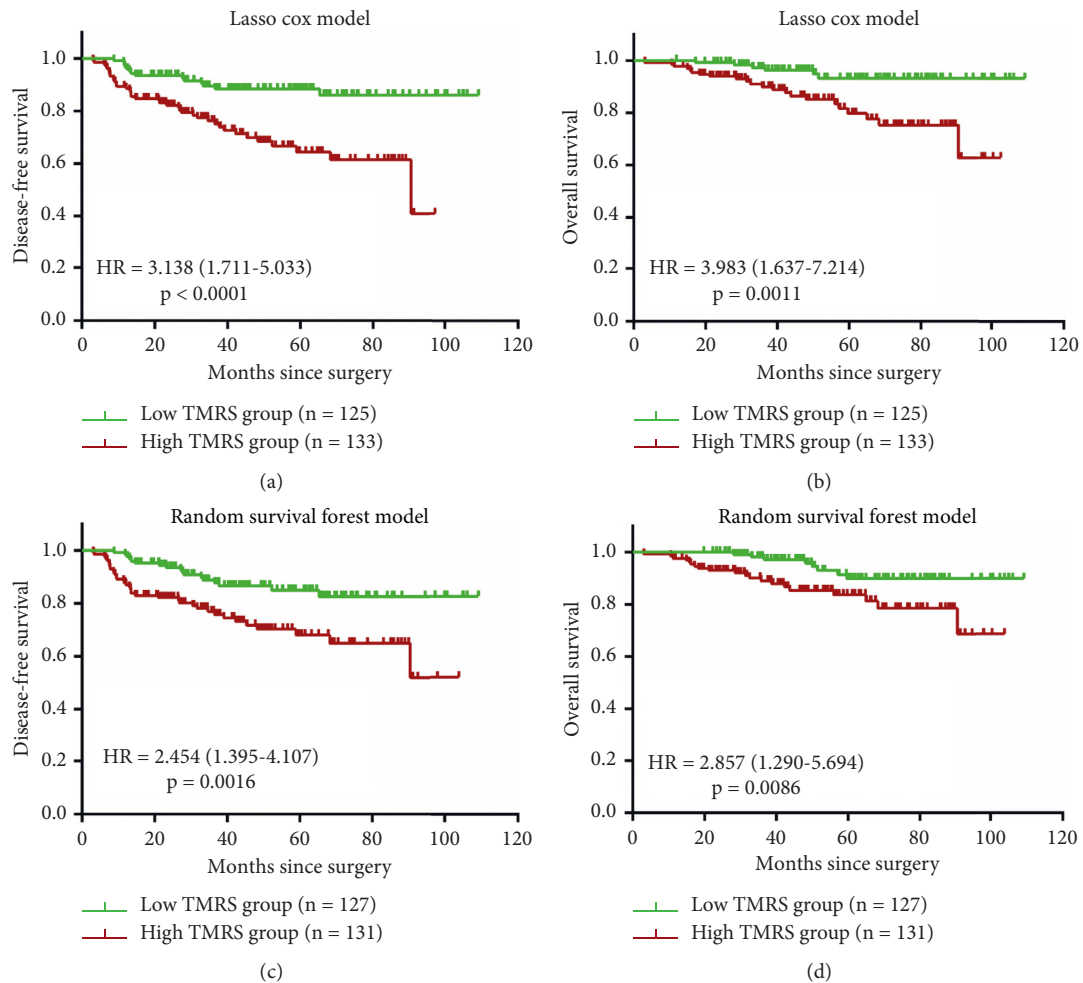 Lasso cox model
1.0
0.8
0.6
0.4
0.2
0.0
Disease-free survival
HR = 3.138 (1.711-5.033)
p < 0.0001
0 20 40 60 80 100 120
Months since surgery
Low TMRS group (n = 125)
High TMRS group (n = 133)
(a)
Lasso cox model
1.0
0.8
0.6
0.4
0.2
0.0
Overall survival
HR = 3.983 (1.637-7.214)
p = 0.0011
0 20 40 60 80 100 120
Months since surgery
Low TMRS group (n = 125)
High TMRS group (n = 133)
(b)
Random survival forest model
1.0
0.8
0.6
0.4
0.2
0.0
Disease-free survival
HR = 2.454 (1.395-4.107)
p = 0.0016
0 20 40 60 80 100 120
Months since surgery
Low TMRS group (n = 127)
High TMRS group (n = 131)
(c)
Random survival forest model
1.0
0.8
0.6
0.4
0.2
0.0
Overall survival
HR = 2.857 (1.290-5.694)
p = 0.0086
0 20 40 60 80 100 120
Months since surgery
Low TMRS group (n = 127)
High TMRS group (n = 131)
(d)